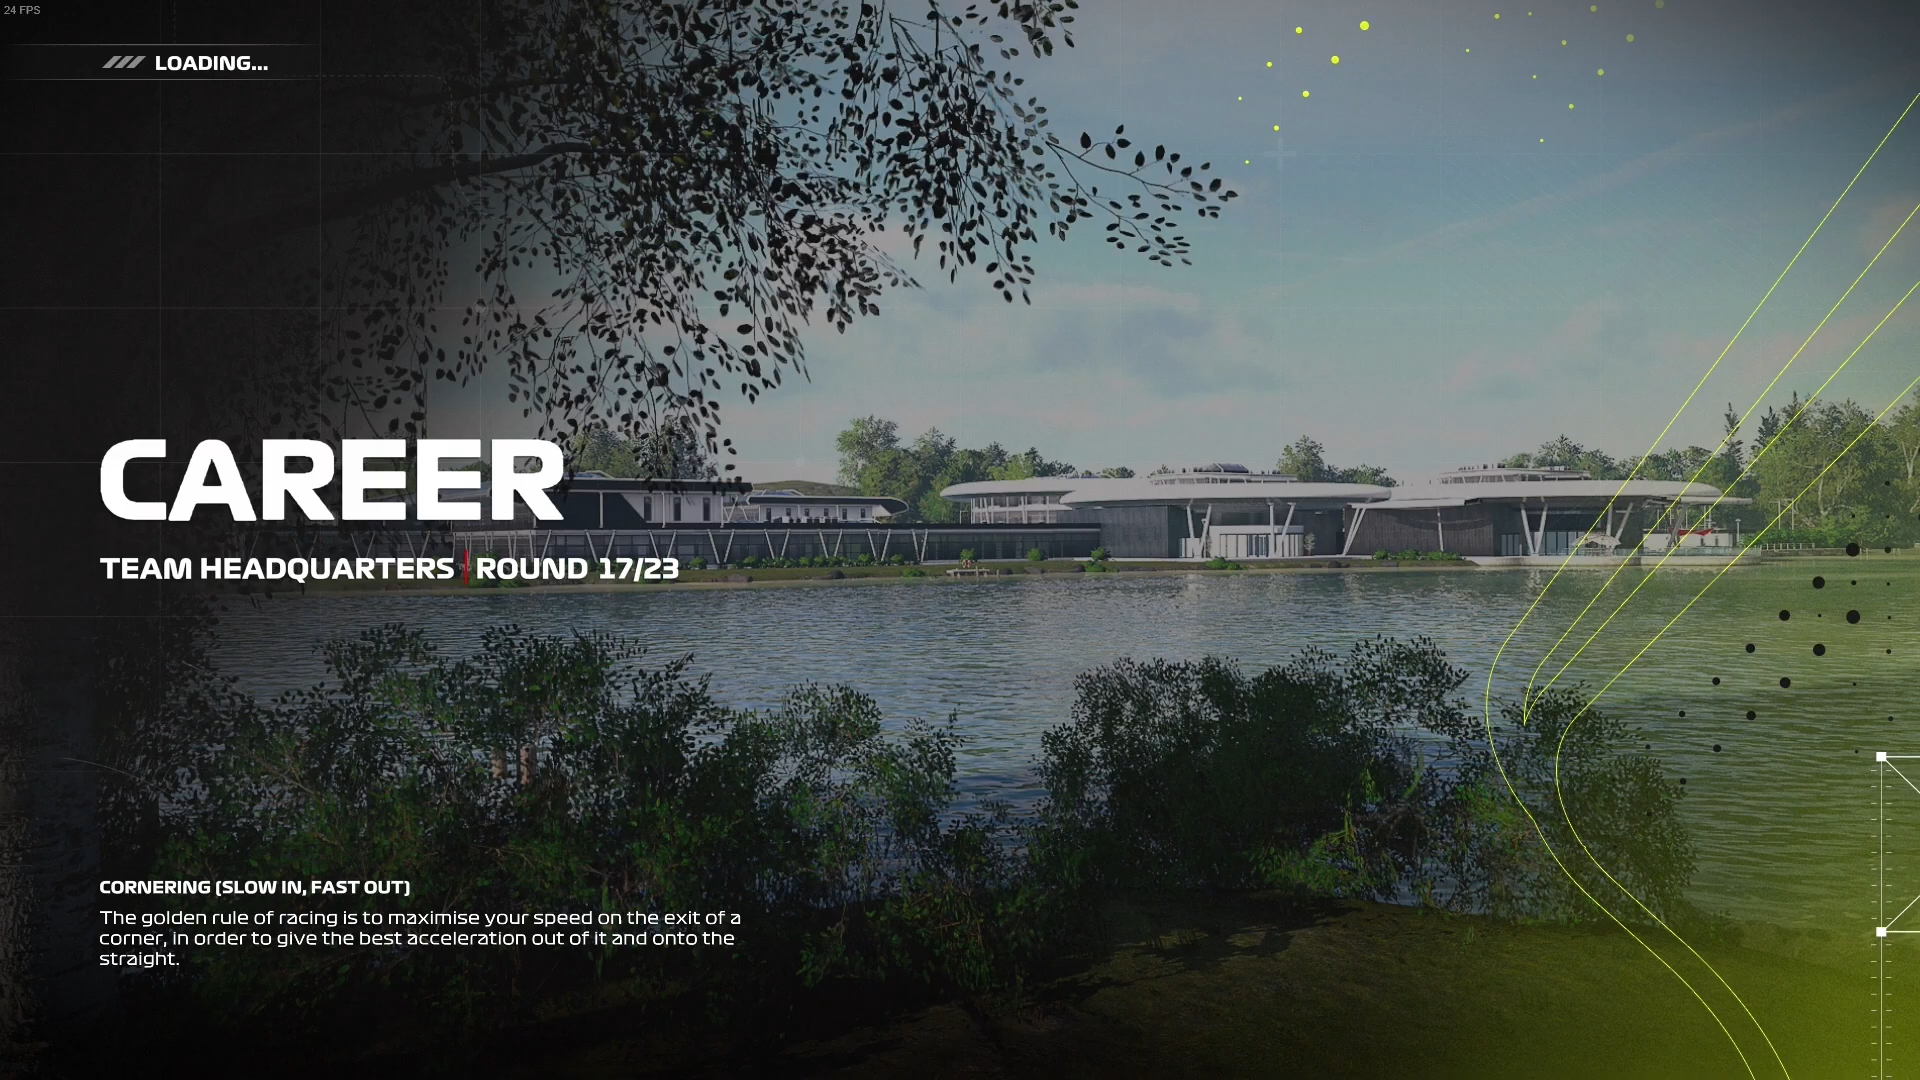 24 FPS
LOADING...
CAREER
TEAM HEADQUARTERS | ROUND 17/23
CORNERING (SLOW IN, FAST OUT)
The golden rule of racing is to maximise your speed on the exit of a
corner, in order to give the best acceleration out of it and onto the
straight.